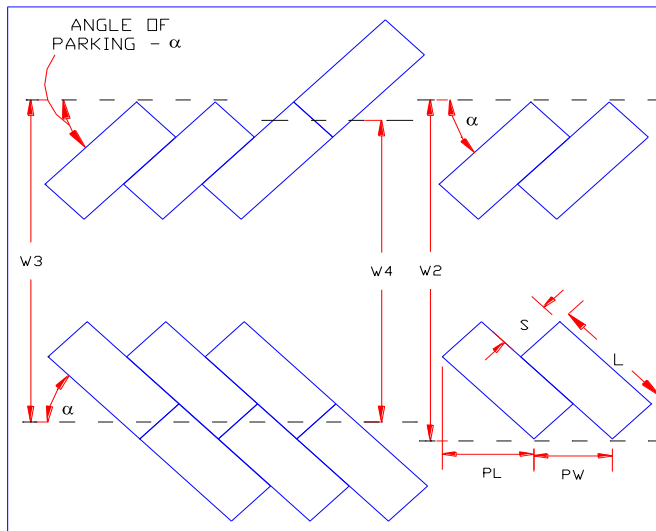 ANGLE OF
PARKING - α
α
W3
W4
W2
S
L
α
PL
PW